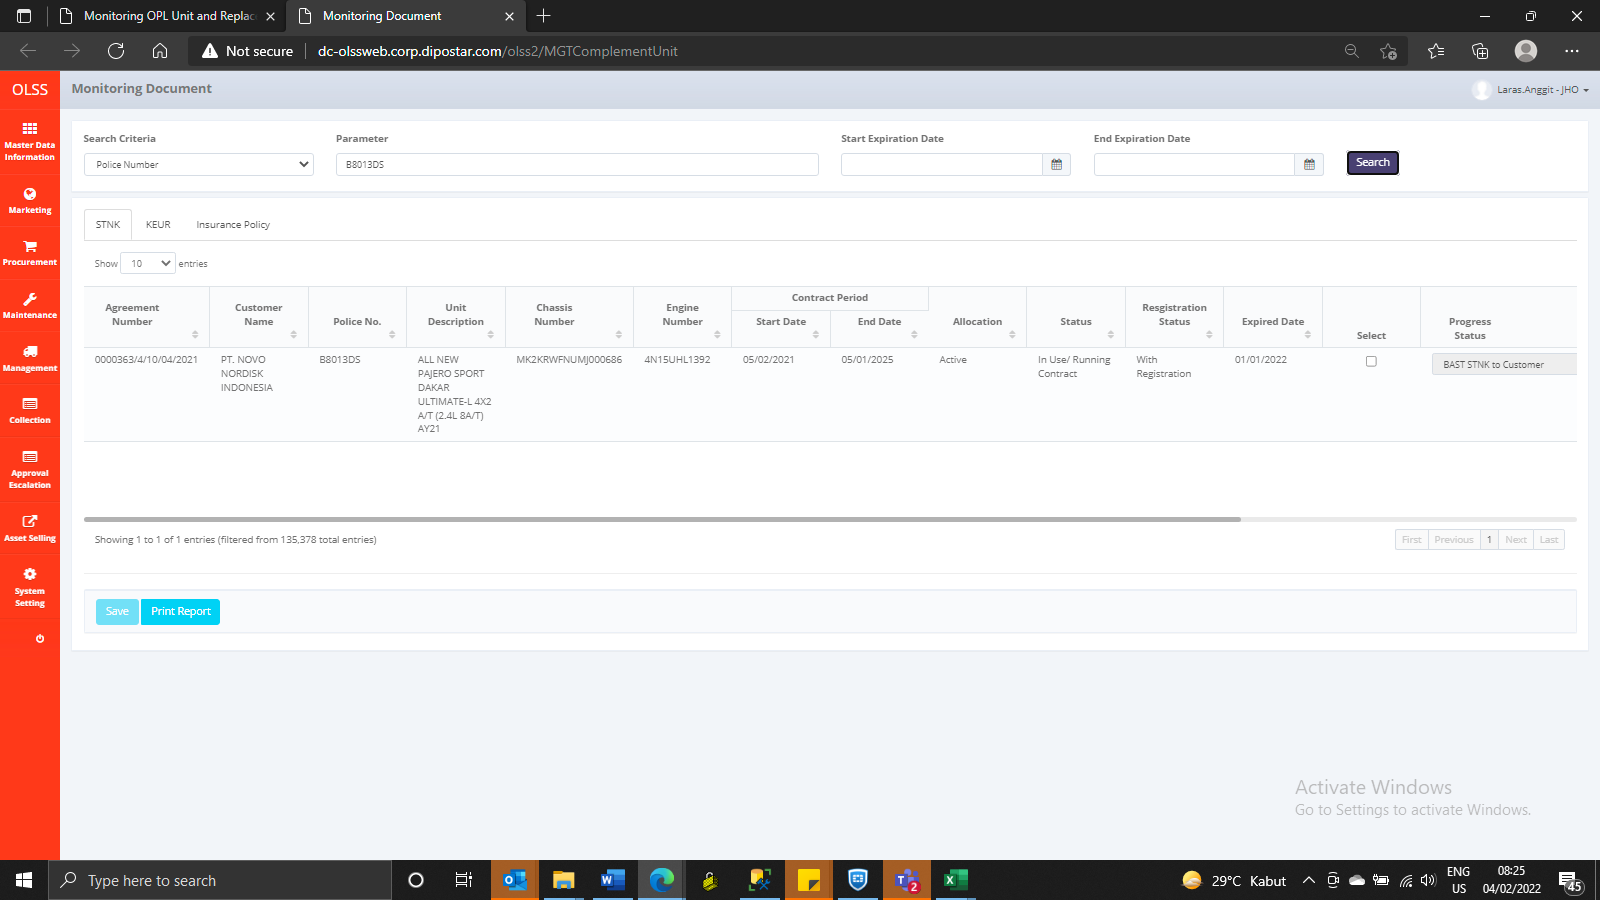 Monitoring OPL Unit and Replac
Monitoring Document
Not secure
dc-olssweb.corp.dipostar.com/olss2/MGTComplementUnit
OLSS
Monitoring Document
Laras.Anggit - JHO
Master Data
Information
Marketing
Procurement
Maintenance
Management
Collection
Approval
Escalation
Asset Selling
System
Setting
Search Criteria
Parameter
Start Expiration Date
End Expiration Date
Police Number
B8013DS
Search
STNK
KEUR
Insurance Policy
Show 10 entries
Agreement
Number
Customer
Name
Police No.
Unit
Description
Chassis
Number
Engine
Number
Contract Period
Start Date
End Date
Allocation
Status
Resgistration
Status
Expired Date
Select
Progress
Status
0000363/4/10/04/2021
PT. NOVO
NORDISK
INDONESIA
B8013DS
ALL NEW
PAJERO SPORT
DAKAR
ULTIMATE-L 4X2
A/T (2.4L 8A/T)
AY21
MK2KRWFNUMJ000686
4N15UHL1392
05/02/2021
05/01/2025
Active
In Use/ Running
Contract
With
Registration
01/01/2022
BAST STNK to Customer
Showing 1 to 1 of 1 entries (filtered from 135,378 total entries)
First
Previous
1
Next
Last
Save
Print Report
Activate Windows
Go to Settings to activate Windows.
Type here to search
2
29°C Kabut
ENG
US
08:25
04/02/2022
45